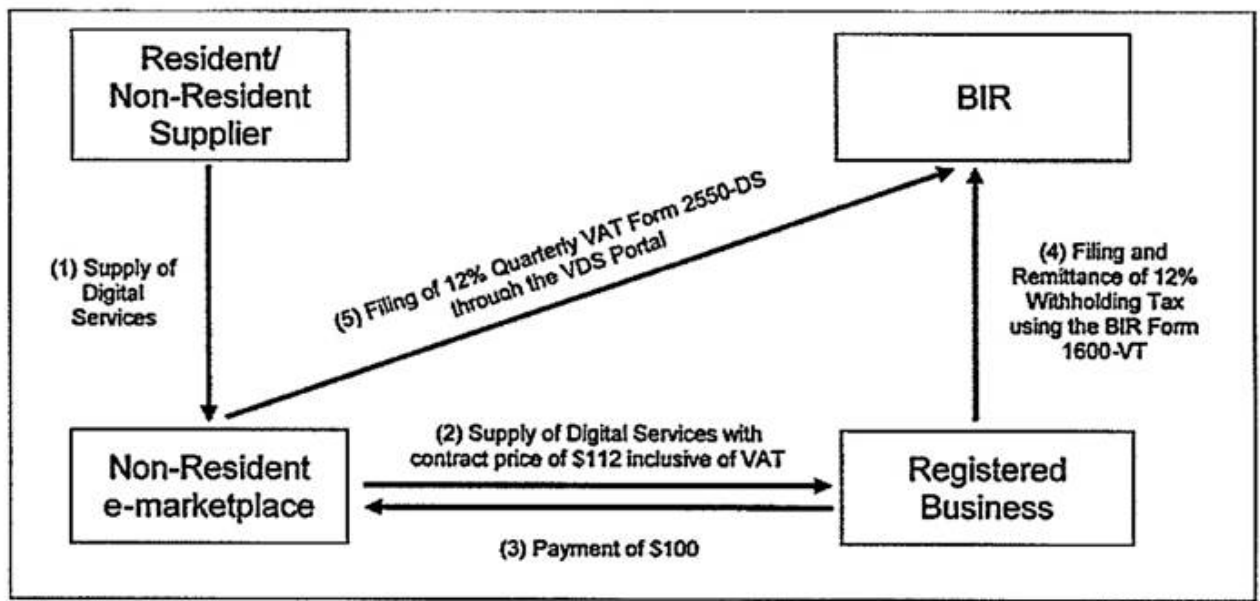 Resident/
Non-Resident
Supplier
BIR
(1) Supply of
Digital
Services
(5) Filing of 12% Quarterly VAT Form 2550-DS
through the VDS Portal
(4) Filing and
Remittance of 12%
Withholding Tax
using the BIR Form
1600-VT
Non-Resident
e-marketplace
(2) Supply of Digital Services with
contract price of $112 inclusive of VAT
(3) Payment of $100
Registered
Business